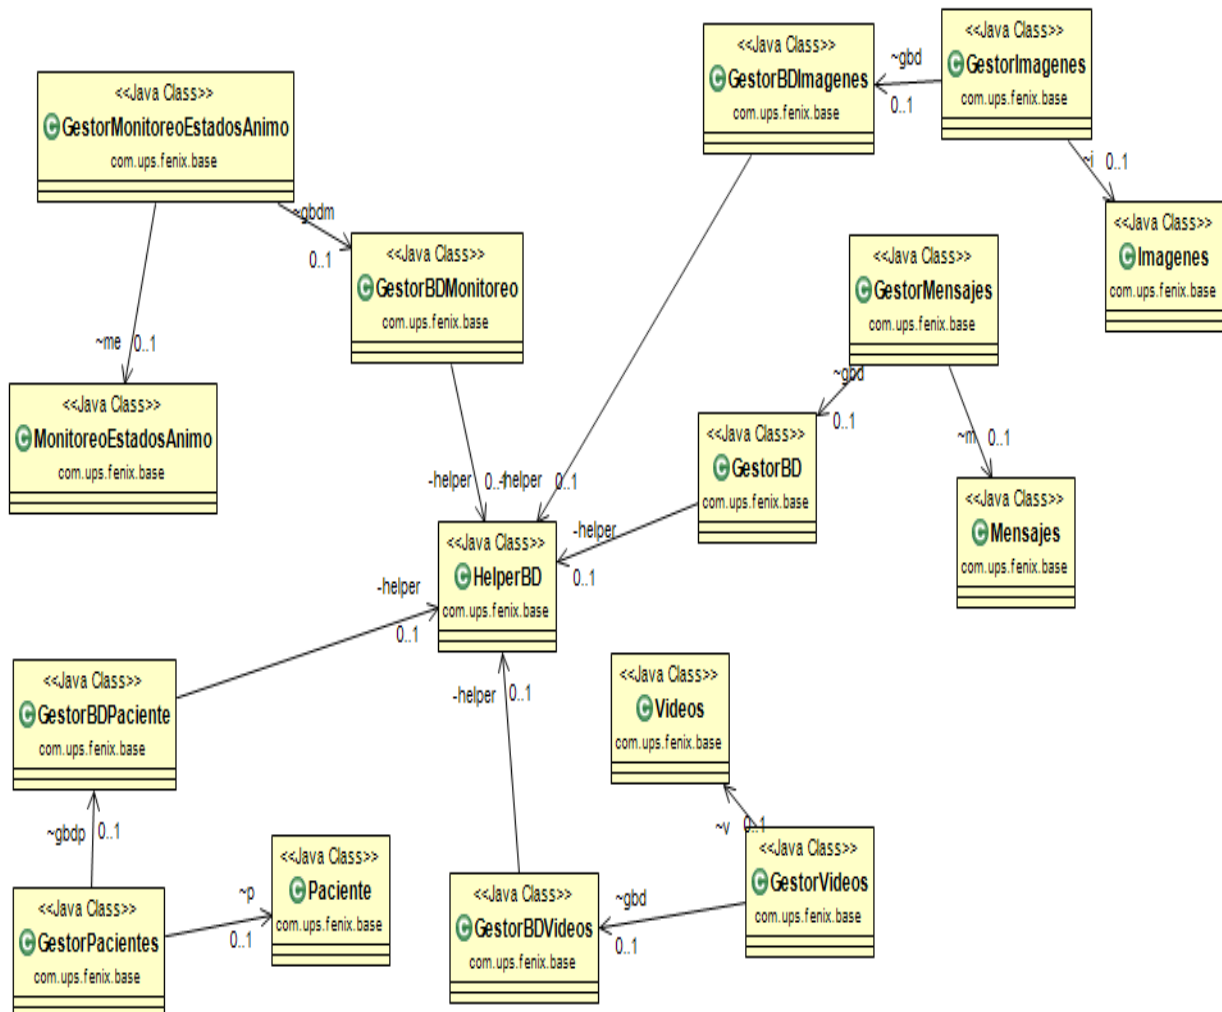 <<Java Class>>
GestorMonitoreoEstadosAnimo
com.ups.fenix.base
~gbdm
0..1
~me
0..1
<<Java Class>>
MonitoreoEstadosAnimo
com.ups.fenix.base
<<Java Class>>
GestorBDMonitoreo
com.ups.fenix.base
-helper
0..1
<<Java Class>>
GestorBDImagenes
com.ups.fenix.base
-helper
0..1
<<Java Class>>
GestorImagenes
com.ups.fenix.base
~gbd
0..1
~i
0..1
<<Java Class>>
Imagenes
com.ups.fenix.base
<<Java Class>>
GestorMensajes
com.ups.fenix.base
~gbd
0..1
~m
0..1
<<Java Class>>
GestorBD
com.ups.fenix.base
-helper
0..1
<<Java Class>>
Mensajes
com.ups.fenix.base
<<Java Class>>
HelperBD
com.ups.fenix.base
-helper
0..1
<<Java Class>>
GestorBDPaciente
com.ups.fenix.base
~gbdp
0..1
<<Java Class>>
GestorPacientes
com.ups.fenix.base
~p
0..1
<<Java Class>>
Paciente
com.ups.fenix.base
-helper
0..1
<<Java Class>>
GestorBDVideos
com.ups.fenix.base
<<Java Class>>
Videos
com.ups.fenix.base
~v
0..1
<<Java Class>>
GestorVideos
com.ups.fenix.base
~gbd
0..1